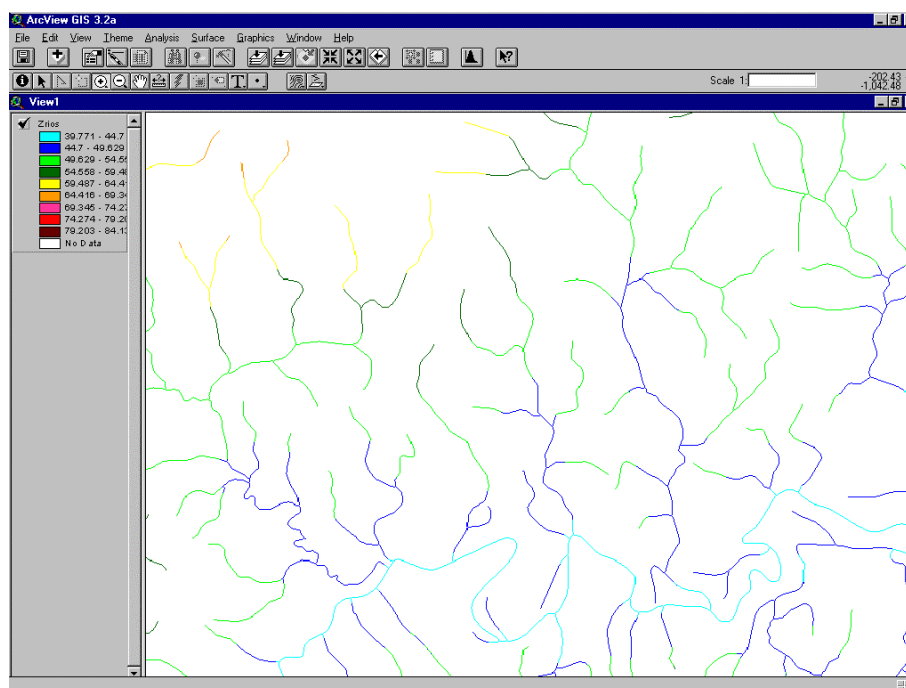 ArcView GIS 3.2a
File Edit View Theme Analysis Surface Graphics Window Help
Scale 1:
-202.43
-1,042.48
View1
Zrios
39.771 - 44.7
44.7 - 49.629
49.629 - 54.55
54.558 - 59.48
59.487 - 64.41
64.416 - 69.34
69.345 - 74.27
74.274 - 79.20
79.203 - 84.13
No Data